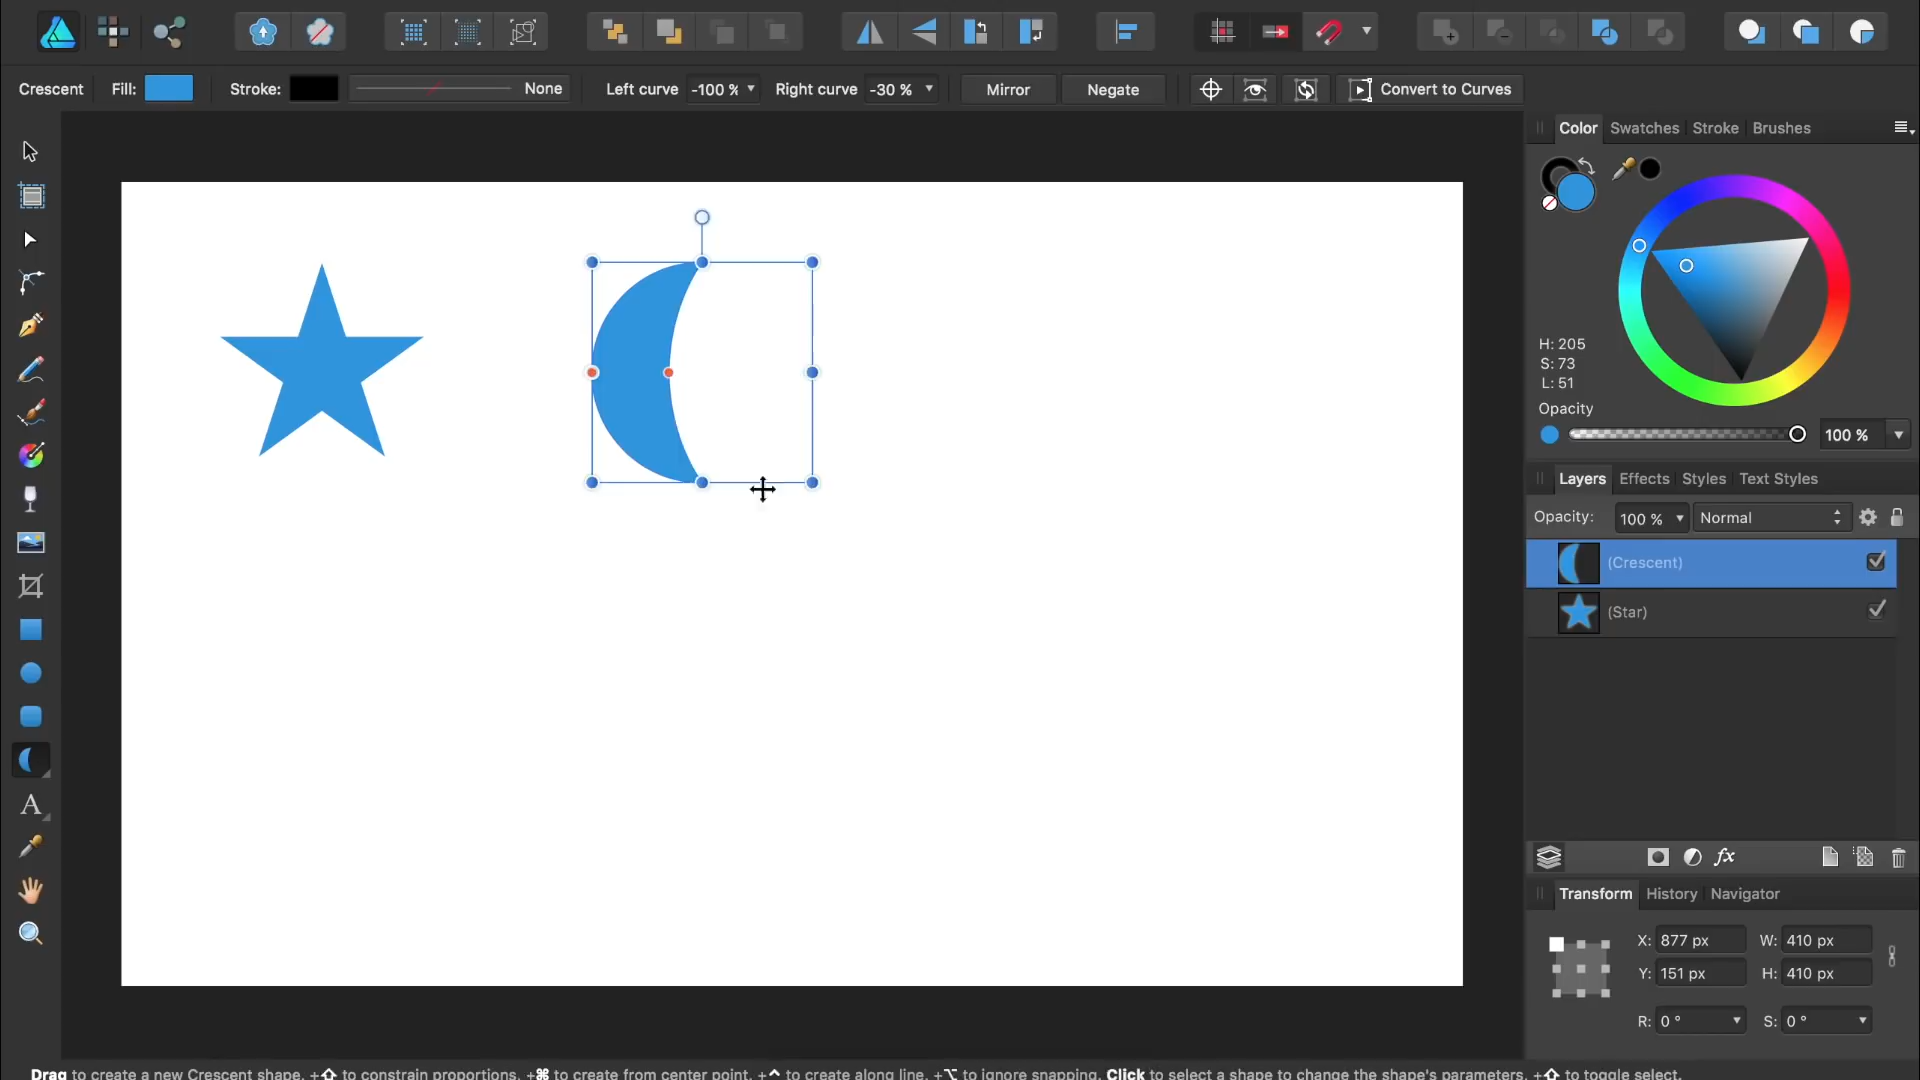 Crescent Fill: Stroke: None Left curve -100 % Right curve -30 % Mirror Negate Convert to Curves
Color Swatches Stroke Brushes
H: 205
S: 73
L: 51
Opacity
100 %
Layers Effects Styles Text Styles
Opacity: 100 % Normal
(Crescent)
(Star)
fx
Transform History Navigator
X: 877 px W: 410 px
Y: 151 px H: 410 px
R: 0 ° S: 0 °
A
Drag to create a new Crescent shape. +⇧ to constrain proportions. +⌘ to create from center point. +^ to create along line. +⌥ to ignore snapping. Click to select a shape to change the shape's parameters. +⇧ to toggle select.